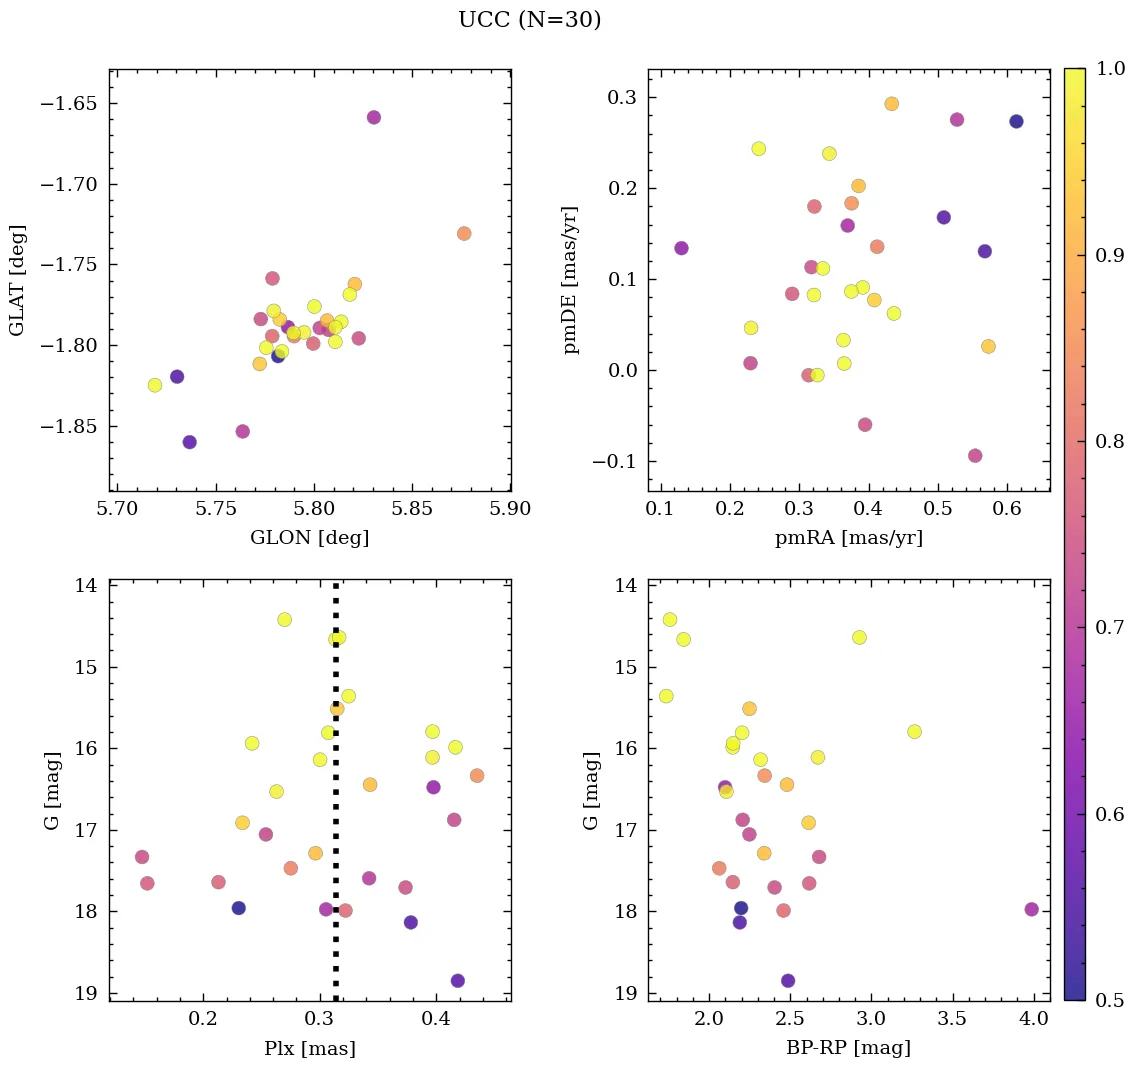 UCC (N=30)
−1.65
−1.70
−1.75
−1.80
−1.85
GLAT [deg]
5.70 5.75 5.80 5.85 5.90
GLON [deg]
0.3
0.2
0.1
0.0
−0.1
pmDE [mas/yr]
0.1 0.2 0.3 0.4 0.5 0.6
pmRA [mas/yr]
14
15
16
17
18
19
G [mag]
0.2 0.3 0.4
Plx [mas]
14
15
16
17
18
19
G [mag]
2.0 2.5 3.0 3.5 4.0
BP-RP [mag]
1.0
0.9
0.8
0.7
0.6
0.5